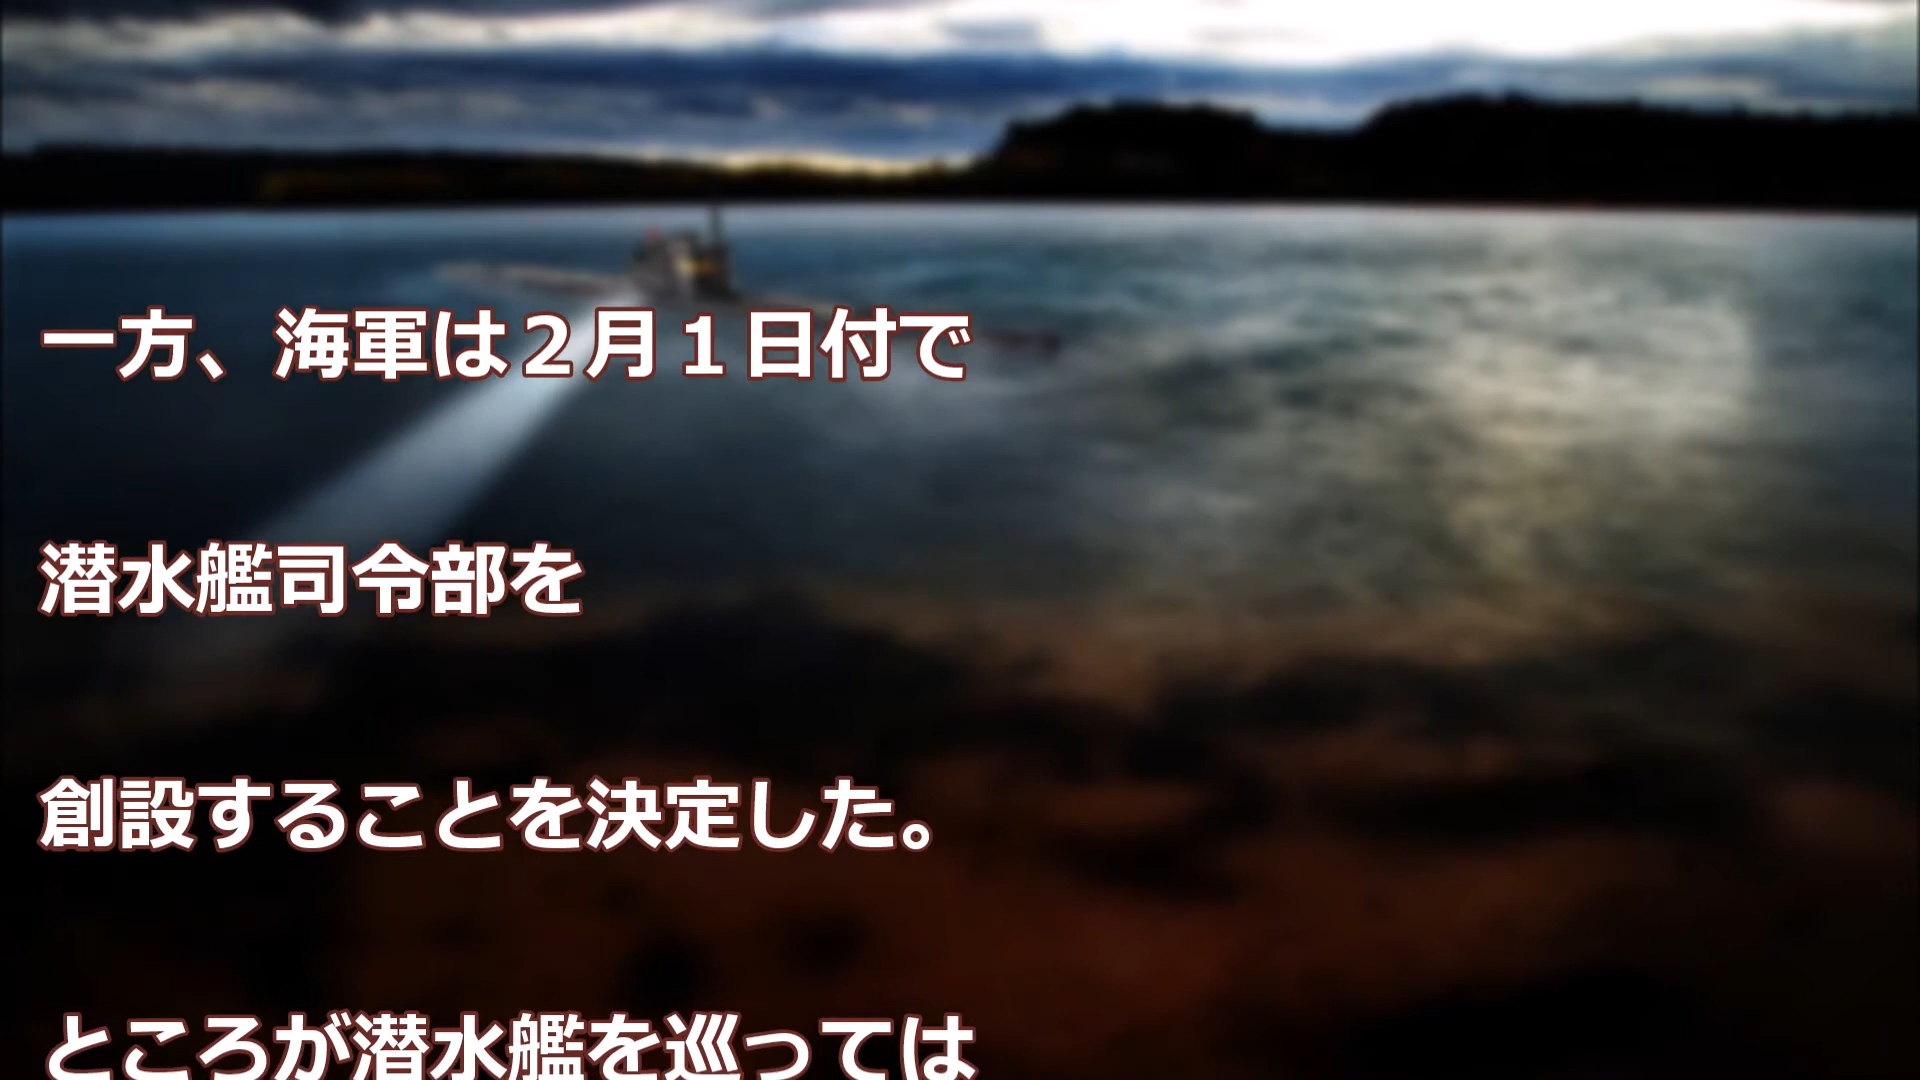 一方、海軍は２月１日付で
潜水艦司令部を
創設することを決定した。
ところが潜水艦を巡っては